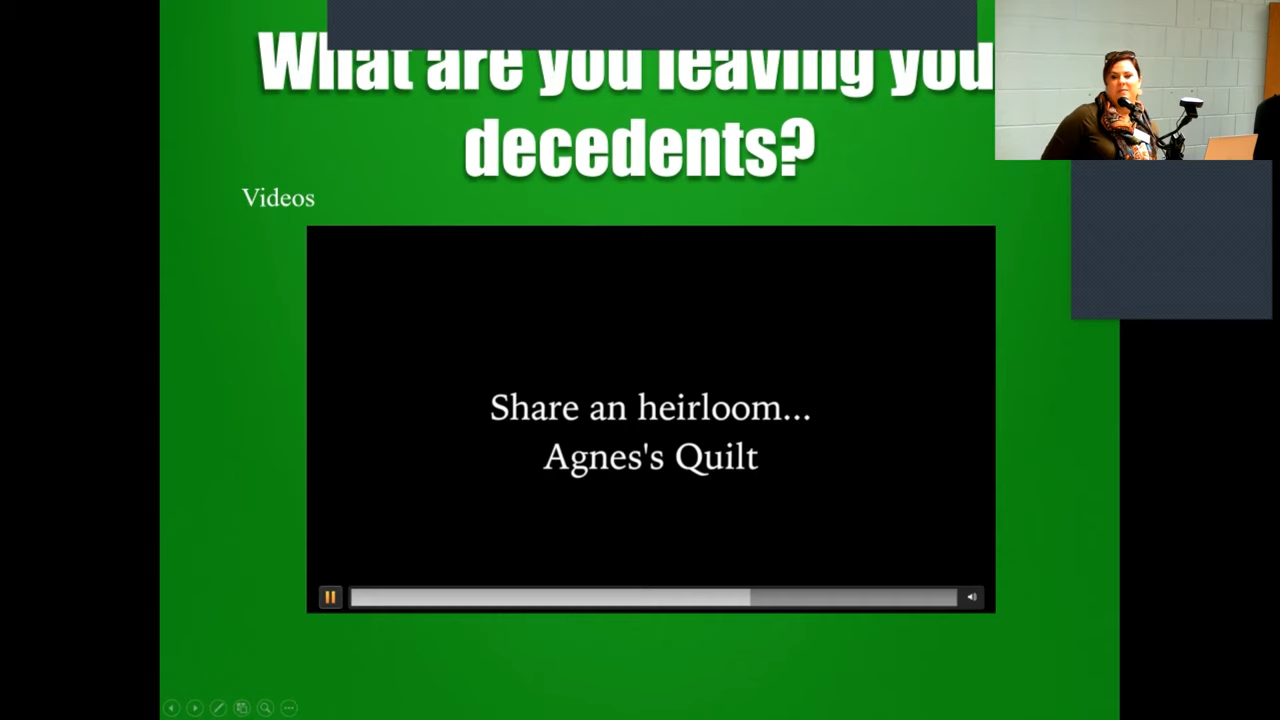 What are you leaving you
decedents?
Videos
Share an heirloom...
Agnes's Quilt